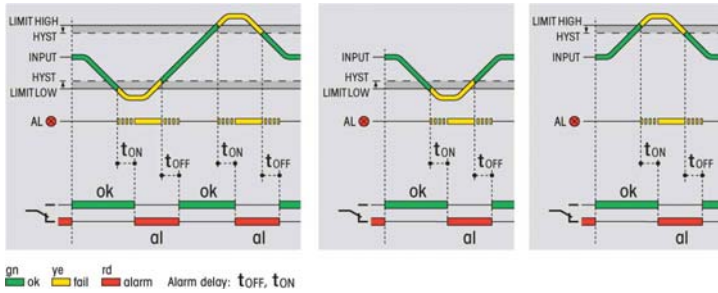 LIMIT HIGH
HYST
INPUT
HYST
LIMIT LOW
AL
tON
tOFF
tON
tOFF
ok
ok
al
al
INPUT
HYST
LIMIT LOW
AL
tON
tOFF
ok
al
LIMIT HIGH
HYST
INPUT
AL
tON
tOFF
ok
al
gn
ok
ye
fail
rd
alarm
Alarm delay: tOFF, tON